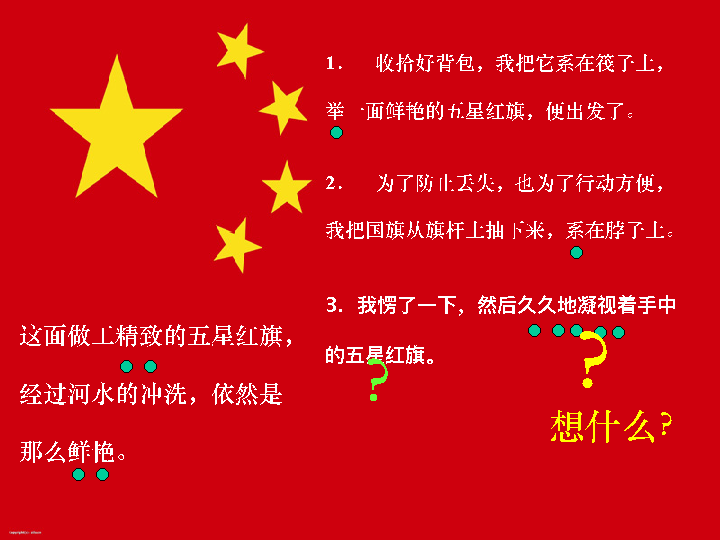 1． 收拾好背包，我把它系在筏子上，
举一面鲜艳的五星红旗，便出发了。
2． 为了防止丢失，也为了行动方便，
我把国旗从旗杆上抽下来，系在脖子上。
3．我愣了一下，然后久久地凝视着手中
的五星红旗。
?
?
想什么?
这面做工精致的五星红旗，
经过河水的冲洗，依然是
那么鲜艳。